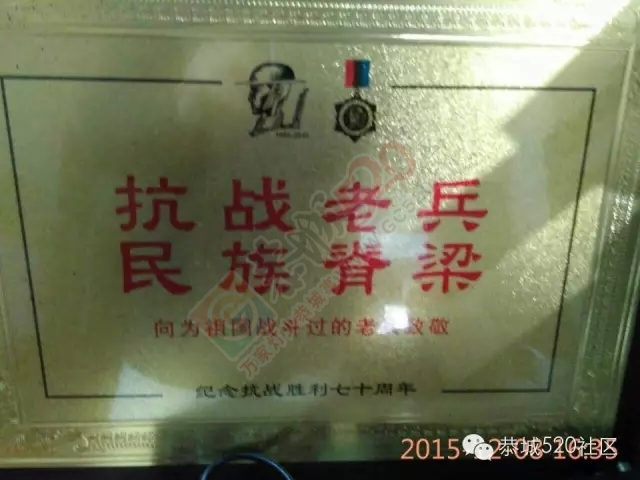 抗战老兵
民族脊梁
向为祖国战斗过的老兵致敬
纪念抗战胜利七十周年
恭城520社区